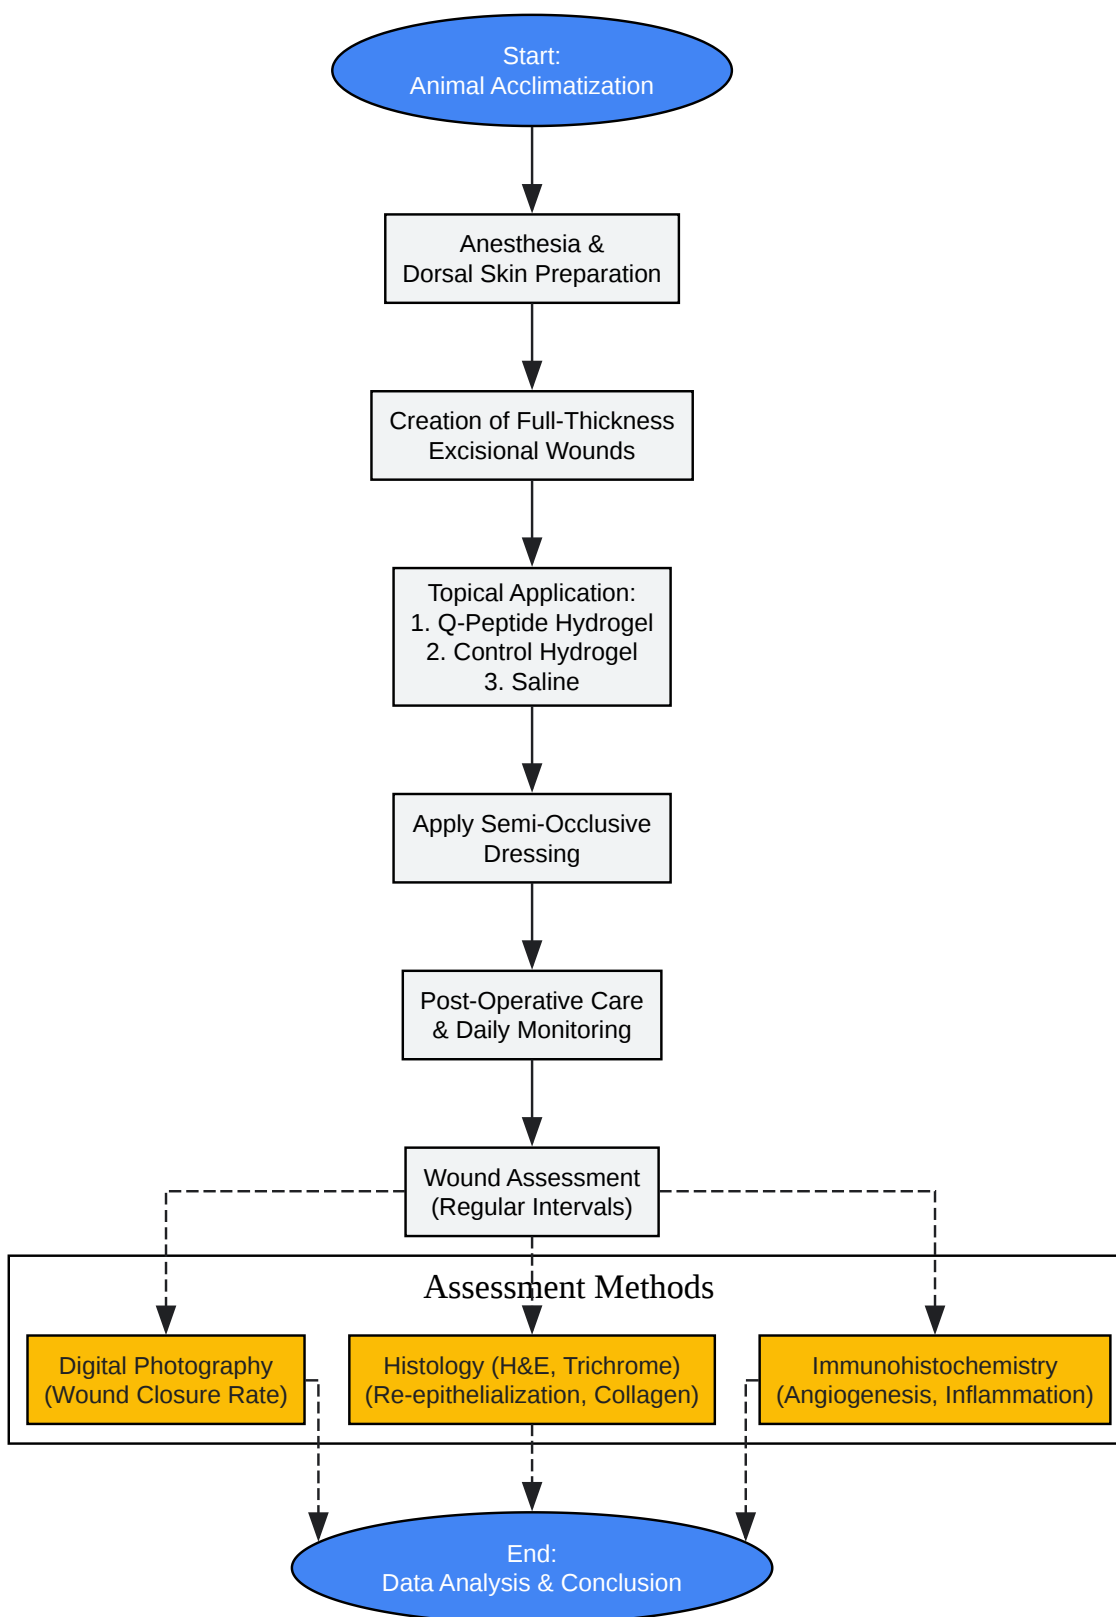 Start:
Animal Acclimatization
Anesthesia &
Dorsal Skin Preparation
Creation of Full-Thickness
Excisional Wounds
Topical Application:
1. Q-Peptide Hydrogel
2. Control Hydrogel
3. Saline
Apply Semi-Occlusive
Dressing
Post-Operative Care
& Daily Monitoring
Wound Assessment
(Regular Intervals)
Assessment Methods
Digital Photography
(Wound Closure Rate)
Histology (H&E, Trichrome)
(Re-epithelialization, Collagen)
Immunohistochemistry
(Angiogenesis, Inflammation)
End:
Data Analysis & Conclusion